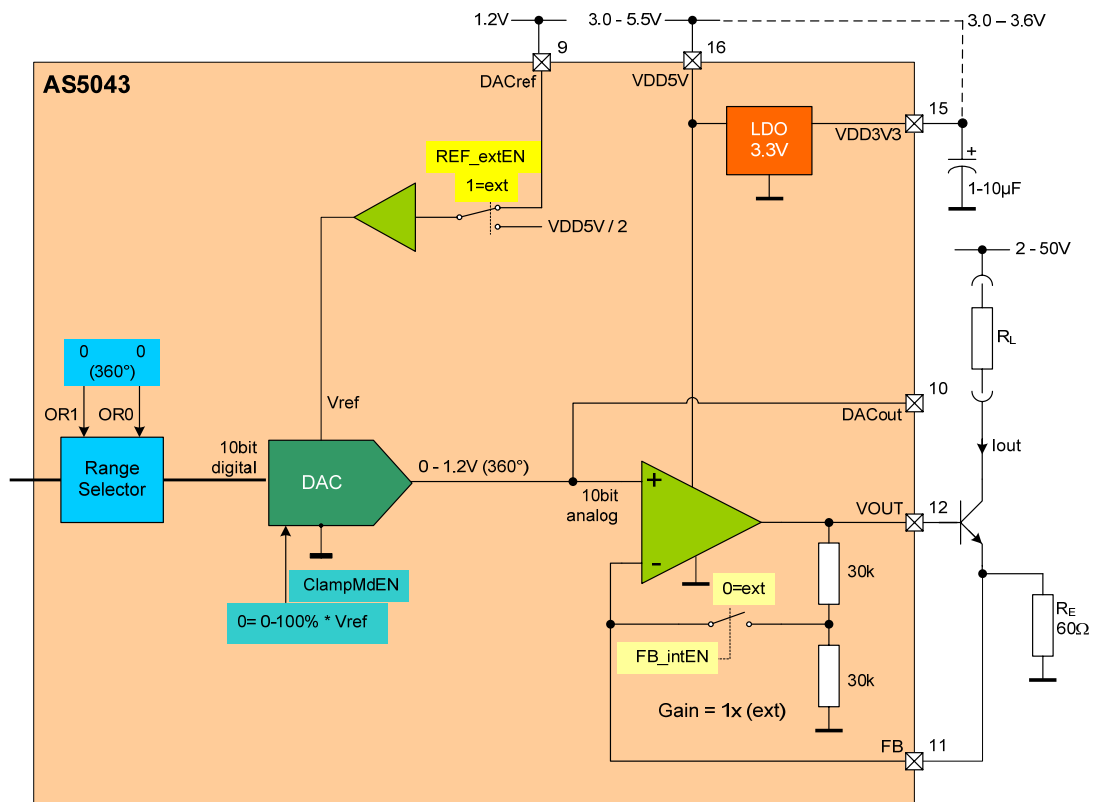 1.2V
3.0 - 5.5V
3.0 – 3.6V
9
16
AS5043
DACref
VDD5V
15
LDO
3.3V
VDD3V3
REF_extEN
1=ext
+
1-10µF
VDD5V / 2
2 - 50V
RL
0 0
(360°)
10
DACout
OR1
OR0
Vref
Iout
10bit
digital
Range
Selector
DAC
0 - 1.2V (360°)
+
10bit
analog
VOUT
12
-
ClampMdEN
0=ext
30k
0= 0-100% * Vref
RE
60Ω
FB_intEN
30k
Gain = 1x (ext)
FB
11